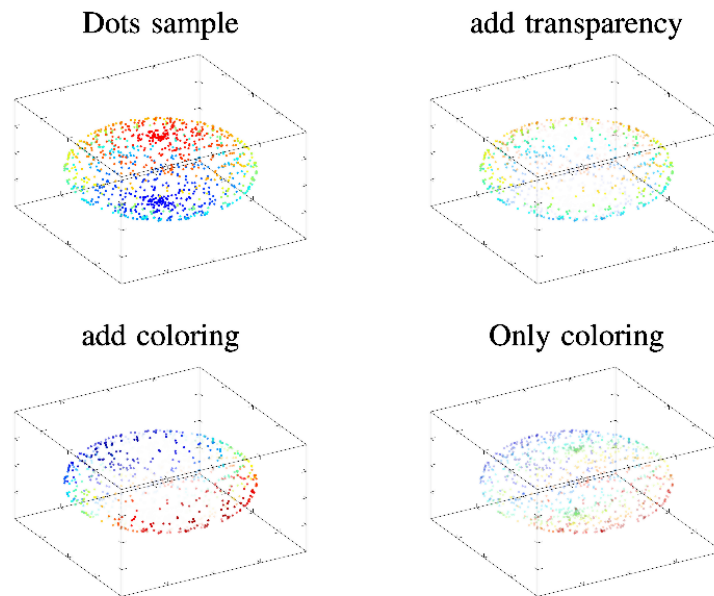 Dots sample
add transparency
add coloring
Only coloring